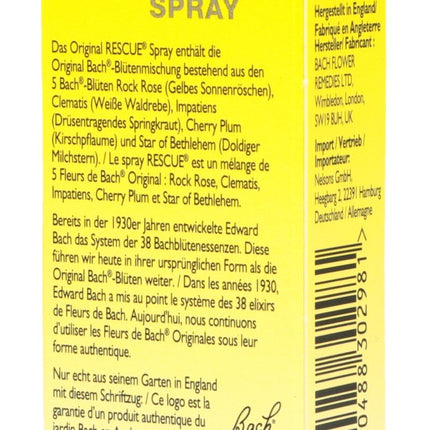 SPRAY
Das Original RESCUE® Spray enthält die
Original Bach®-Blütenmischung bestehend aus den
5 Bach®-Blüten Rock Rose (Gelbes Sonnenröschen),
Clematis (Weiße Waldrebe), Impatiens
(Drüsentragendes Springkraut), Cherry Plum
(Kirschpflaume) und Star of Bethlehem (Doldiger
Milchstern). / Le spray RESCUE® est un mélange de
5 Fleurs de Bach® Original : Rock Rose, Clematis,
Impatiens, Cherry Plum et Star of Bethlehem.
Bereits in der 1930er Jahren entwickelte Edward
Bach das System der 38 Bachblütenessenzen. Diese
führen wir heute in ihrer ursprünglichen Form als die
Original Bach®-Blüten weiter. / Dans les années 1930,
Edward Bach a mis au point le système des 38 elixirs
de Fleurs de Bach. Aujourd'hui, nous continuons
d'utiliser les Fleurs de Bach® Originales sous leur
forme authentique.
Nur echt aus seinem Garten in England
mit diesem Schriftzug: / Ce logo est la
garantie d'un produit authentique du
jardin Bach en
Bach
Hergestellt in England/
Fabriqué en Angleterre
Hersteller/ Fabricant :
BACH FLOWER
REMEDIES LTD,
Wimbledon, London,
SW19 8UH, UK
Import / Vertrieb /
Importateur:
Nelsons GmbH,
Heegbarg 2, 22391 Hamburg
Deutschland / Allemagne
0488 302981 >